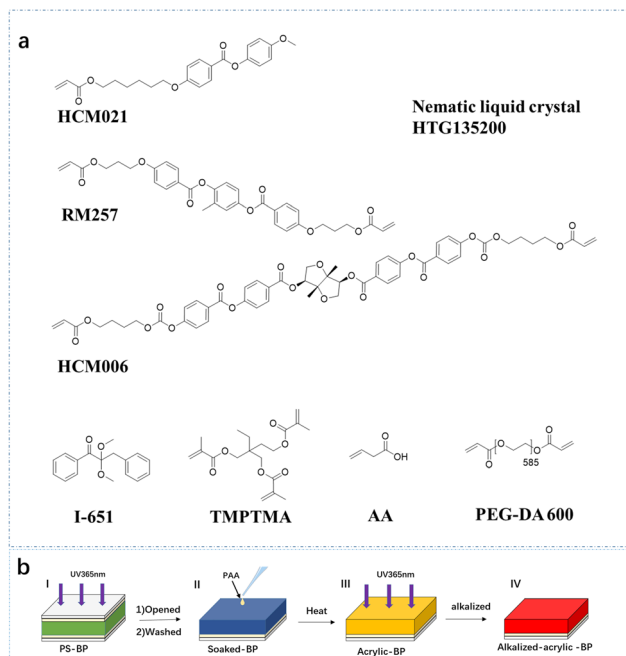 a
HCM021
Nematic liquid crystal
HTG135200
RM257
HCM006
I-651
TMPTMA
AA
PEG-DA 600
585
b
I
UV365nm
1)Opened
2)Washed
PS-BP
II
PAA
Soaked-BP
Heat
III
UV365nm
Acrylic-BP
alkalized
IV
Alkalized-acrylic -BP